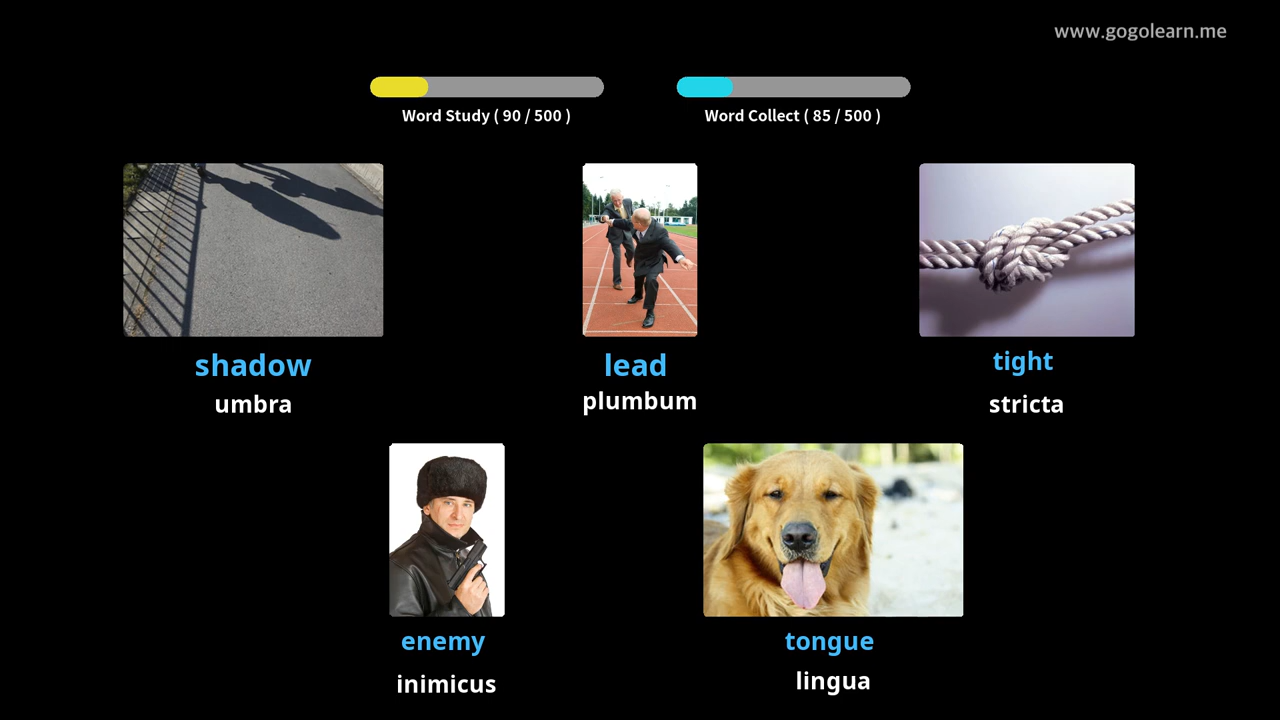 www.gogolearn.me
Word Study ( 90 / 500 )
Word Collect ( 85 / 500 )
shadow
umbra
lead
plumbum
tight
stricta
enemy
inimicus
tongue
lingua